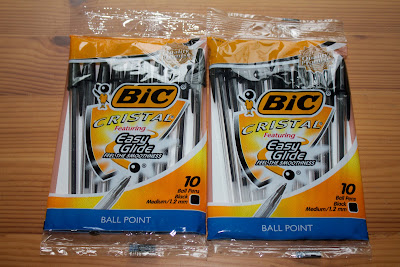 BIC
CRISTAL
Featuring
Easy
Glide
FEEL THE SMOOTHNESS
10
Ball Pens
Black
Medium/1.2 mm
BALL POINT
BIC
CRISTAL
Featuring
Easy
Glide
FEEL THE SMOOTHNESS
10
Ball Pens
Black
Medium/1.2 mm
BALL POINT